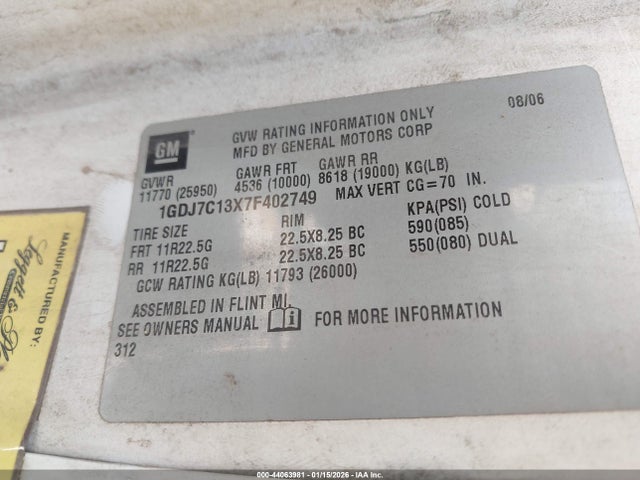 08/06
GM
GVW RATING INFORMATION ONLY
MFD BY GENERAL MOTORS CORP
GVWR GAWR FRT GAWR RR
11770 (25950) 4536 (10000) 8618 (19000) KG(LB)
1GDJ7C13X7F402749 MAX VERT CG=70 IN.
TIRE SIZE RIM KPA(PSI) COLD
FRT 11R22.5G 22.5X8.25 BC 590(085)
RR 11R22.5G 22.5X8.25 BC 550(080) DUAL
GCW RATING KG(LB) 11793 (26000)
ASSEMBLED IN FLINT MI.
SEE OWNERS MANUAL i FOR MORE INFORMATION
312
MANUFACTURED BY:
Leggett &
000-44063981 - 01/15/2026 - IAA Inc.